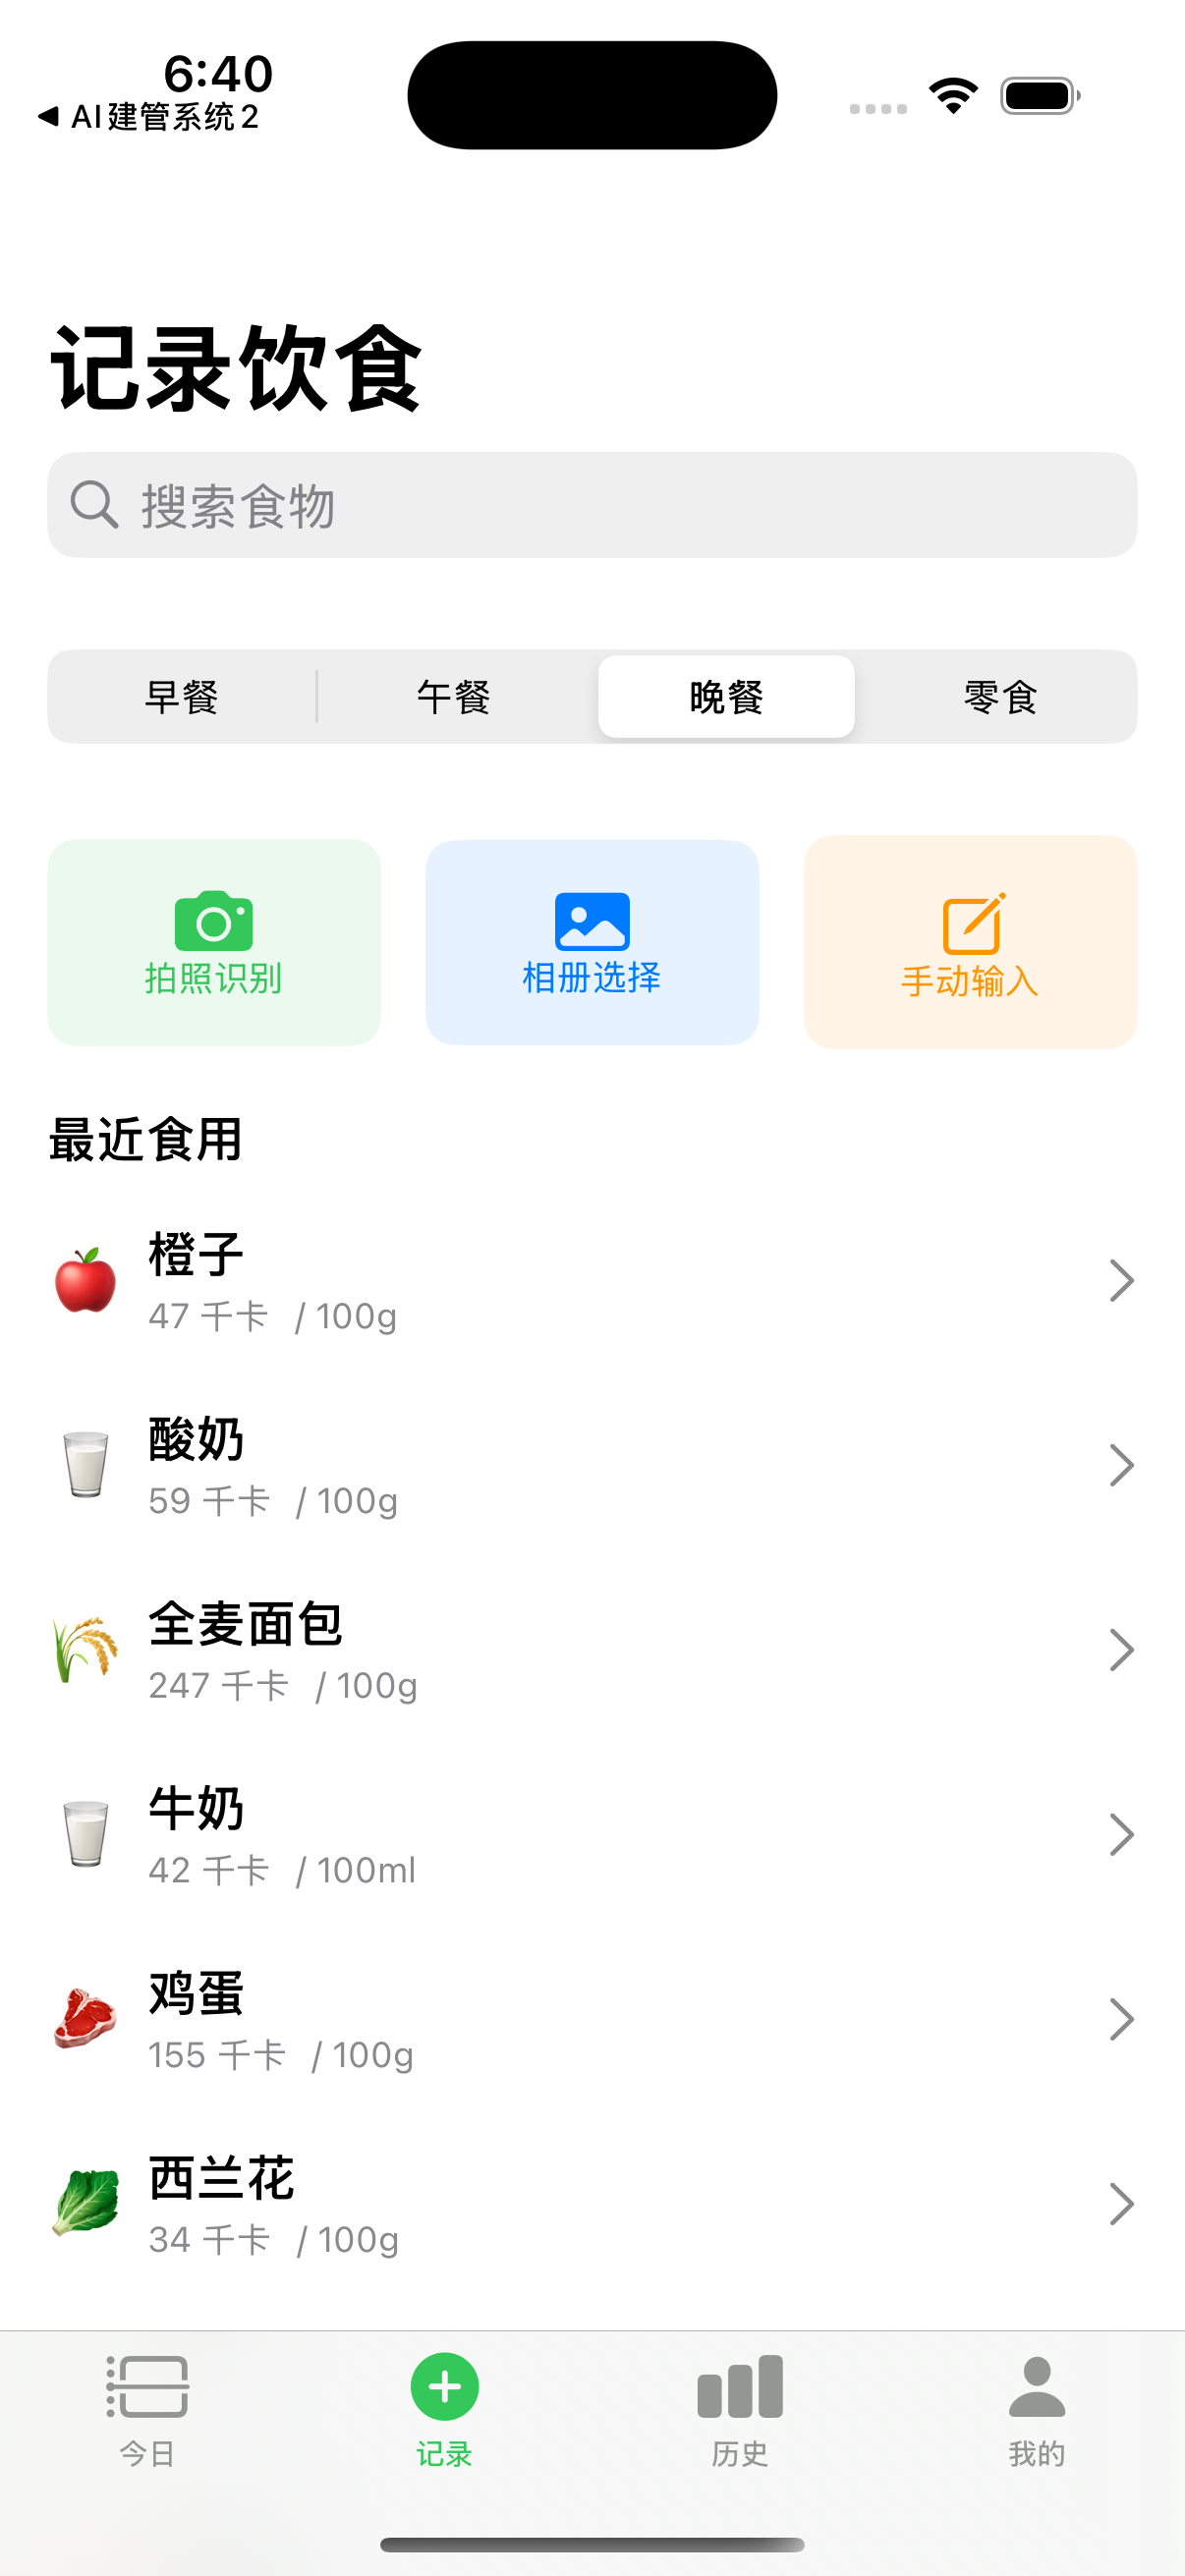 6:40
◀ AI建管系统2
记录饮食
搜索食物
早餐 午餐 晚餐 零食
拍照识别 相册选择 手动输入
最近食用
橙子
47 千卡 / 100g
酸奶
59 千卡 / 100g
全麦面包
247 千卡 / 100g
牛奶
42 千卡 / 100ml
鸡蛋
155 千卡 / 100g
西兰花
34 千卡 / 100g
今日 记录 历史 我的